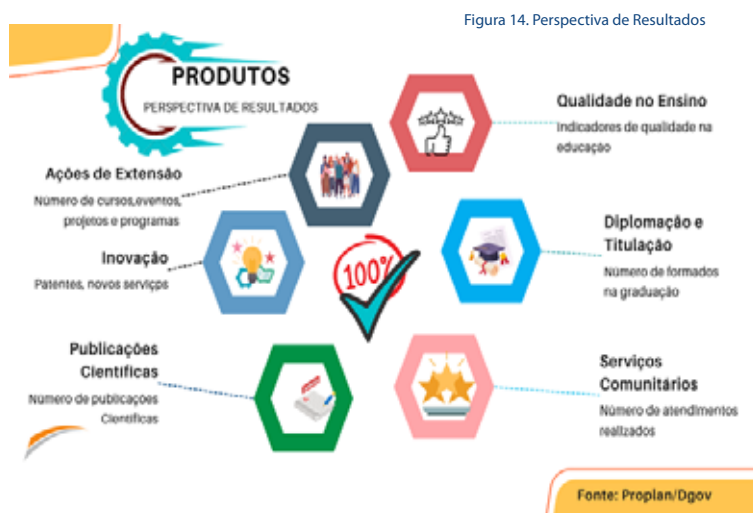 Figura 14. Perspectiva de Resultados
PRODUTOS
PERSPECTIVA DE RESULTADOS
Qualidade no Ensino
Indicadores de qualidade na
educação
Ações de Extensão
Número de cursos,eventos,
projetos e programas
Diplomação e
Titulação
Número de formados
na graduação
Inovação
Patentes, novos serviços
100%
Publicações
Científicas
Número de publicações
Científicas
Serviços
Comunitários
Número de atendimentos
realizados
Fonte: Proplan/Dgov